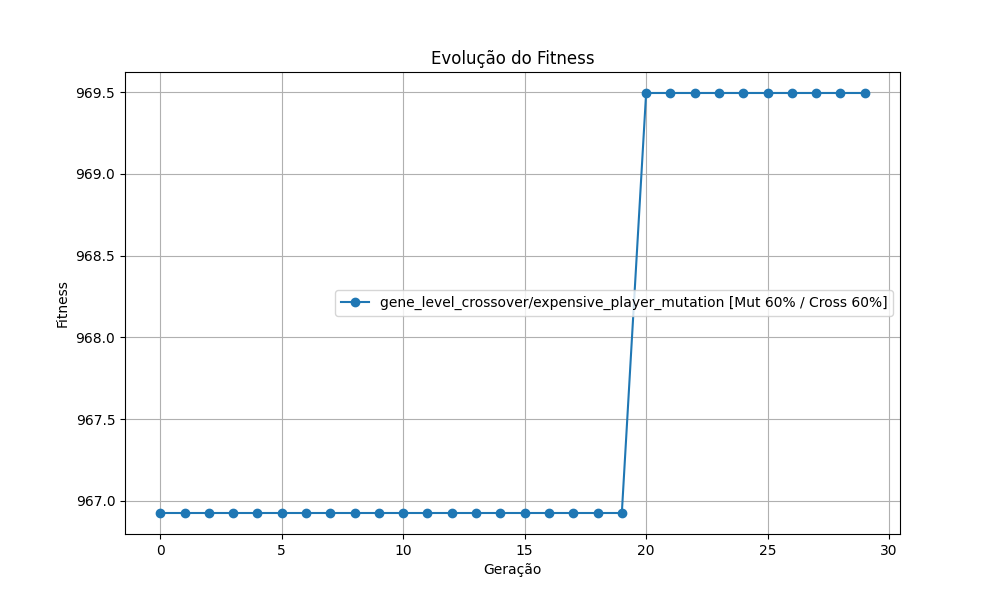 Evolução do Fitness
969.5
969.0
968.5
968.0
967.5
967.0
Fitness
gene_level_crossover/expensive_player_mutation [Mut 60% / Cross 60%]
0 5 10 15 20 25 30
Geração